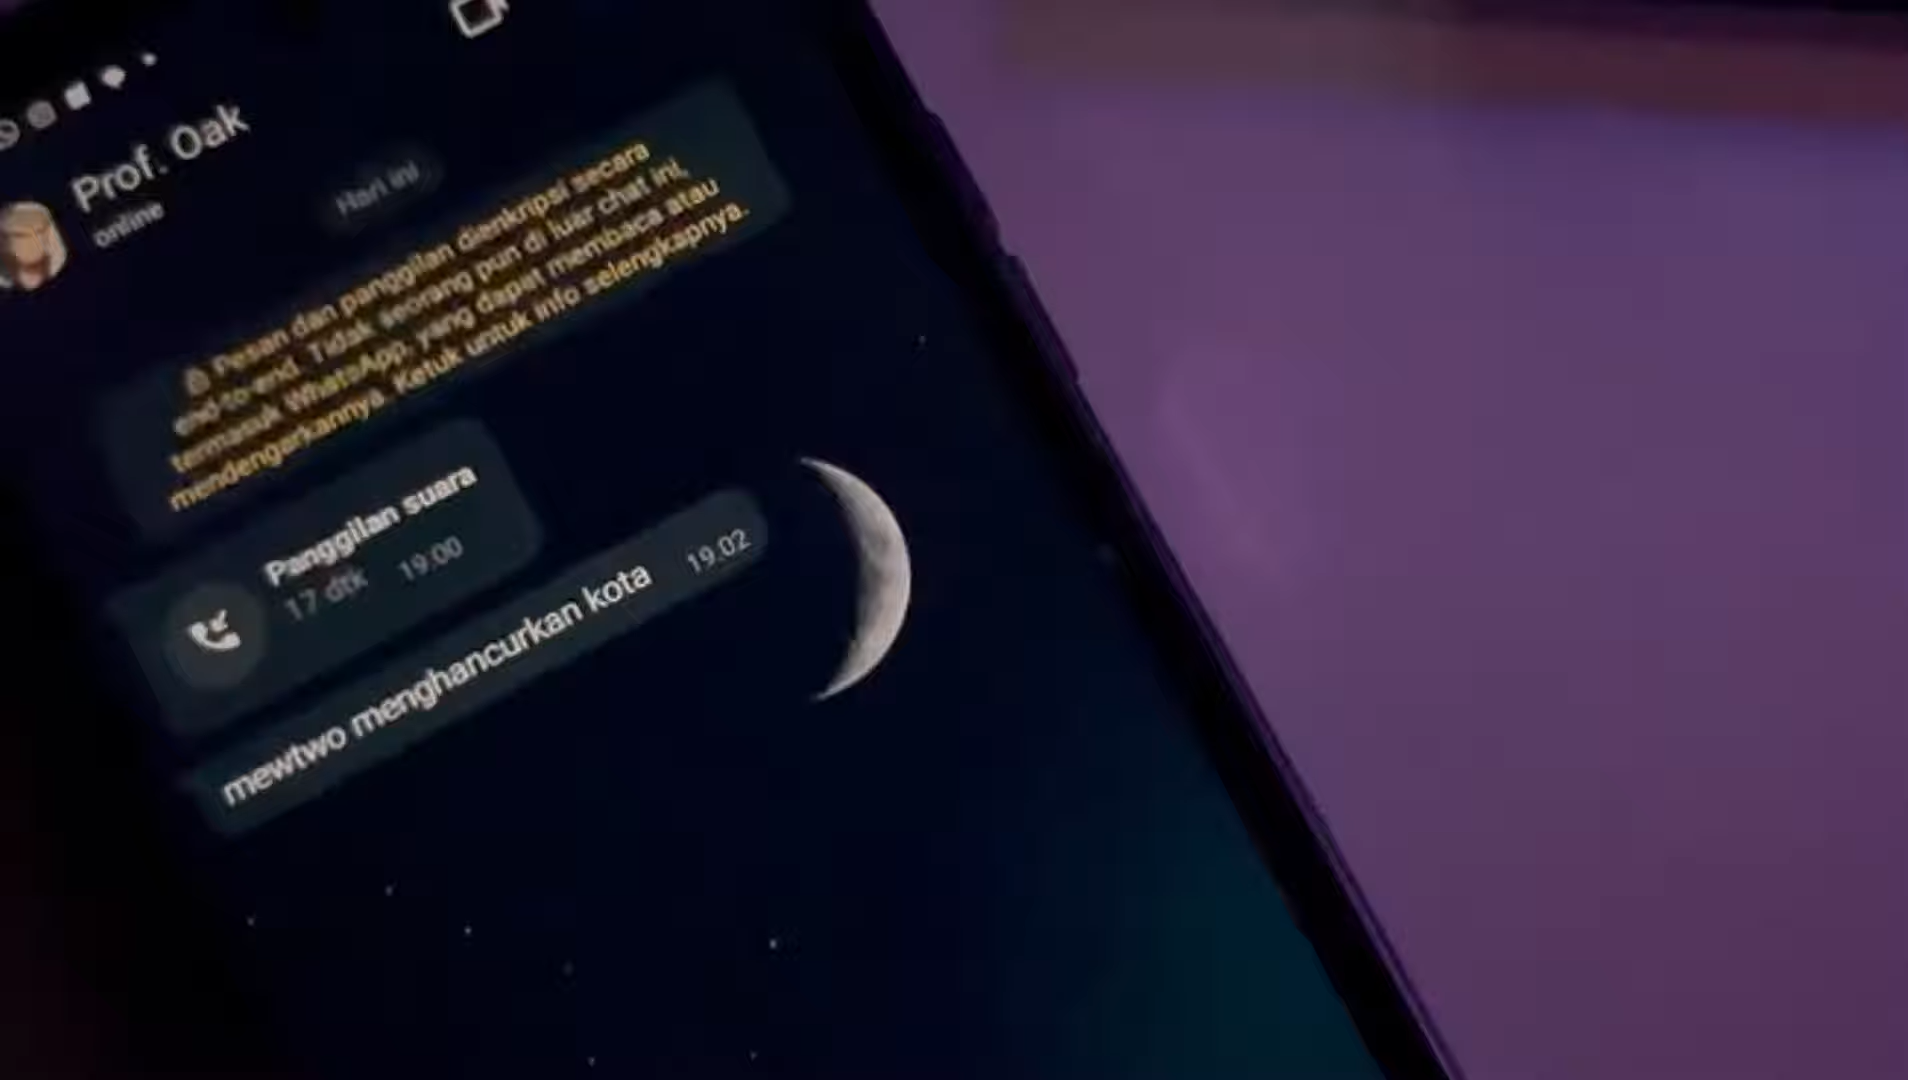 Prof. Oak
online
Hari ini
Pesan dan panggilan dienkripsi secara
end-to-end. Tidak seorang pun di luar chat ini,
termasuk WhatsApp, yang dapat membaca atau
mendengarkannya. Ketuk untuk info selengkapnya.
Panggilan suara
17 dtk 19:00
mewtwo menghancurkan kota 19.02